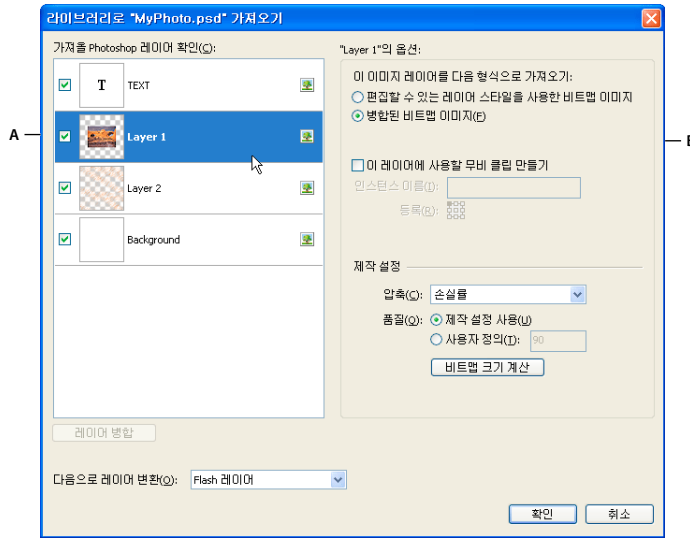 라이브러리로 "MyPhoto.psd" 가져오기
가져올 Photoshop 레이어 확인(C):
T TEXT
A
Layer 1
Layer 2
Background
레이어 병합
다음으로 레이어 변환(O): Flash 레이어
"Layer 1"의 옵션:
이 이미지 레이어를 다음 형식으로 가져오기:
편집할 수 있는 레이어 스타일을 사용한 비트맵 이미지
병합된 비트맵 이미지(F)
이 레이어에 사용할 무비 클립 만들기
인스턴스 이름(I):
등록(R):
제작 설정
압축(C): 손실률
품질(Q): 제작 설정 사용(U)
사용자 정의(T): 90
비트맵 크기 계산
확인 취소